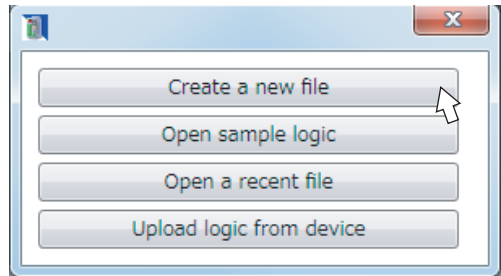 Create a new file
Open sample logic
Open a recent file
Upload logic from device